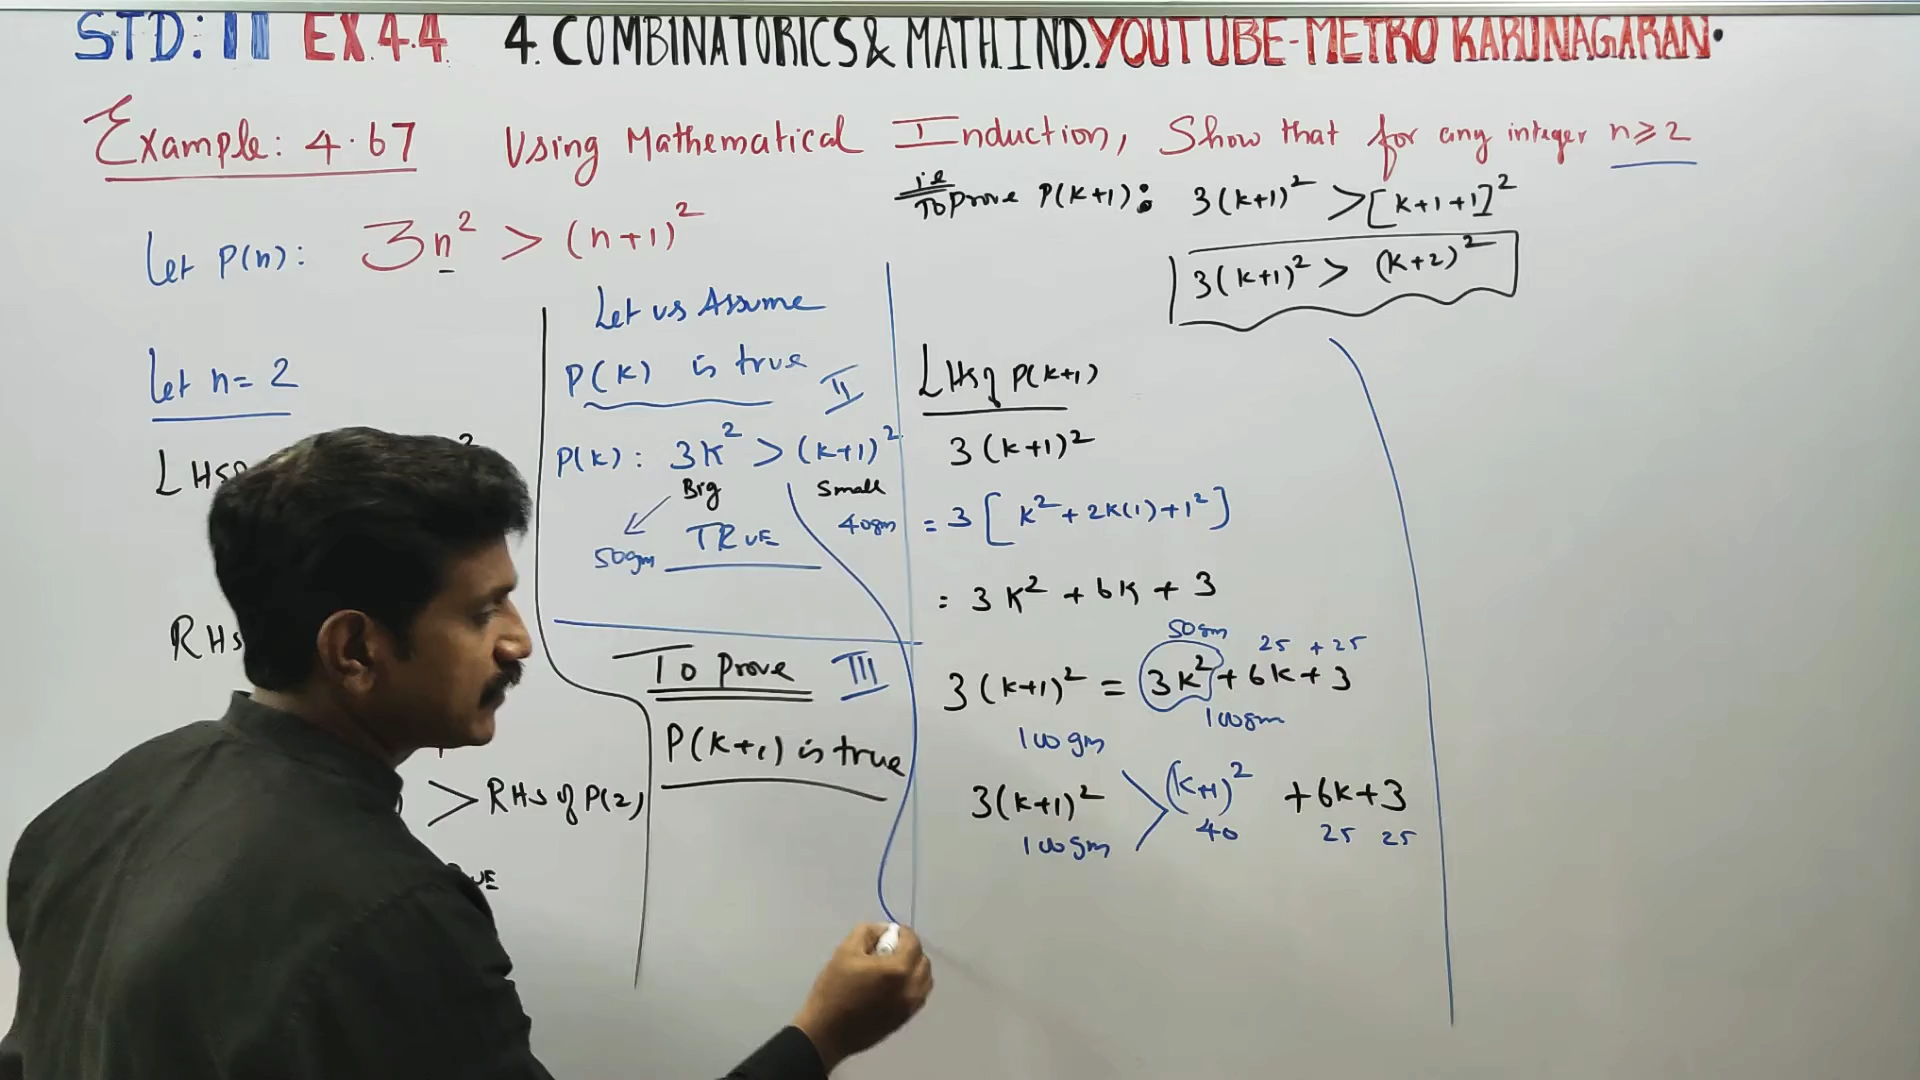 STD: 11 EX 4.4 4. COMBINATORICS & MATH.IND. YOUTUBE-METRO KARUNAGARAN.
Example: 4.67 Using Mathematical Induction, Show that for any integer n ≥ 2
Let P(n): 3n² > (n+1)²
ie
To prove P(k+1): 3(k+1)² > [k+1+1]²
3(k+1)² > (k+2)²
Let n = 2
LHS
RHS
> RHS of P(2)
Let us Assume
P(k) is true II
P(k): 3k² > (k+1)²
Big Small
50gm TRUE 40gm
To prove III
P(k+1) is true
LHS of P(k+1)
3(k+1)²
= 3[k² + 2k(1) + 1²]
= 3k² + 6k + 3
50gm 25 + 25
3(k+1)² = 3k² + 6k + 3
100gm 100gm
3(k+1)² > (k+1)² + 6k + 3
100gm 40 25 25